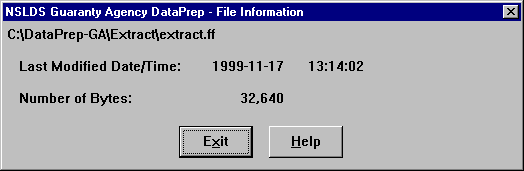 NSLDS Guaranty Agency DataPrep - File Information
C:\DataPrep-GA\Extract\extract.ff
Last Modified Date/Time: 1999-11-17 13:14:02
Number of Bytes: 32,640
Exit Help